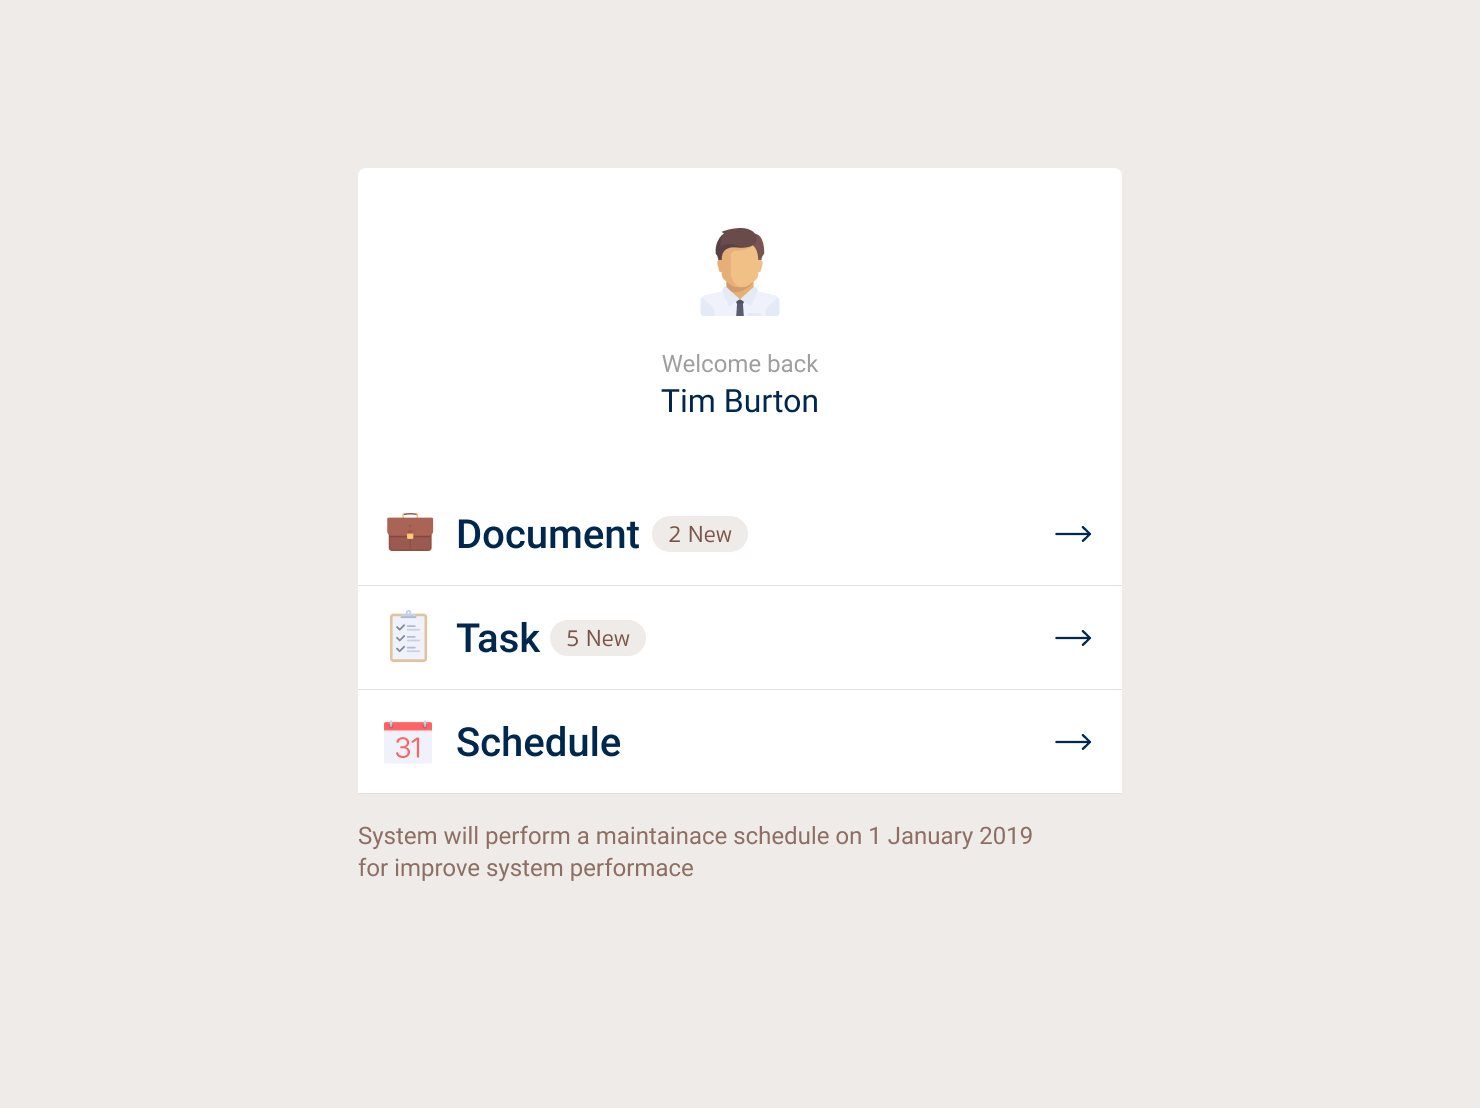 Welcome back
Tim Burton
Document 2 New
Task 5 New
31 Schedule
System will perform a maintainace schedule on 1 January 2019
for improve system performace